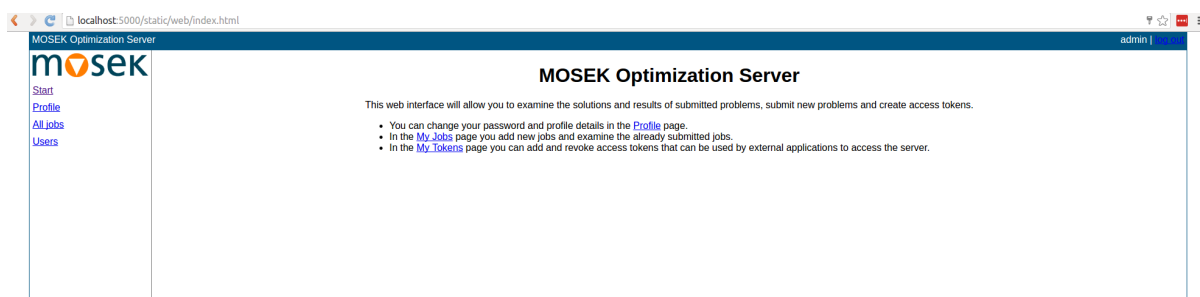 localhost:5000/static/web/index.html
MOSEK Optimization Server
admin | log out
mosek
Start
Profile
All jobs
Users
MOSEK Optimization Server
This web interface will allow you to examine the solutions and results of submitted problems, submit new problems and create access tokens.
• You can change your password and profile details in the Profile page.
• In the My Jobs page you add new jobs and examine the already submitted jobs.
• In the My Tokens page you can add and revoke access tokens that can be used by external applications to access the server.